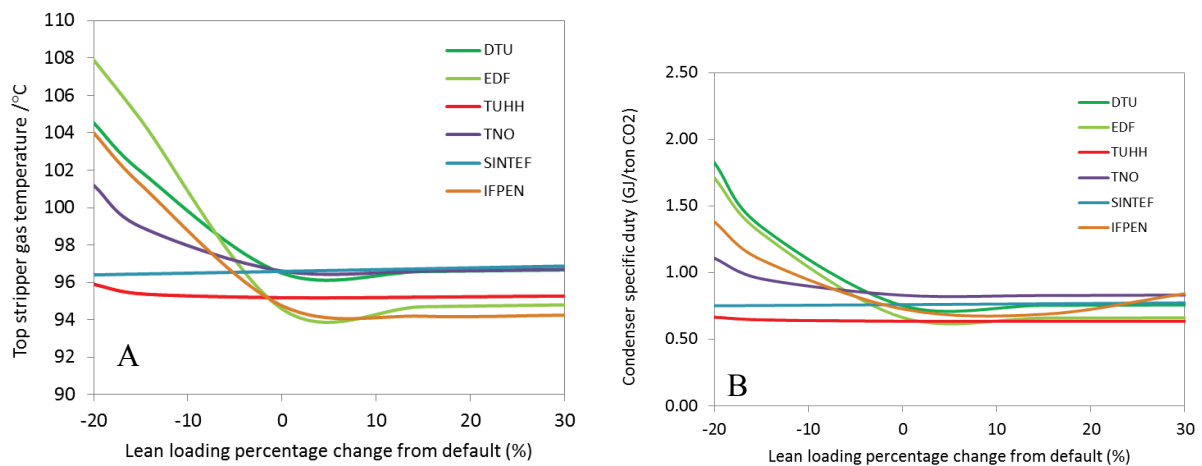 Top stripper gas temperature /°C
110
108
106
104
102
100
98
96
94
92
90
-20
-10
0
10
20
30
Lean loading percentage change from default (%)
DTU
EDF
TUHH
TNO
SINTEF
IFPEN
A
Condenser specific duty (GJ/ton CO2)
2.50
2.00
1.50
1.00
0.50
0.00
-20
-10
0
10
20
30
Lean loading percentage change from default (%)
DTU
EDF
TUHH
TNO
SINTEF
IFPEN
B